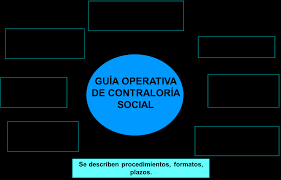 GUÍA OPERATIVA
DE CONTRALORÍA
SOCIAL
Se describen procedimientos, formatos,
plazos.